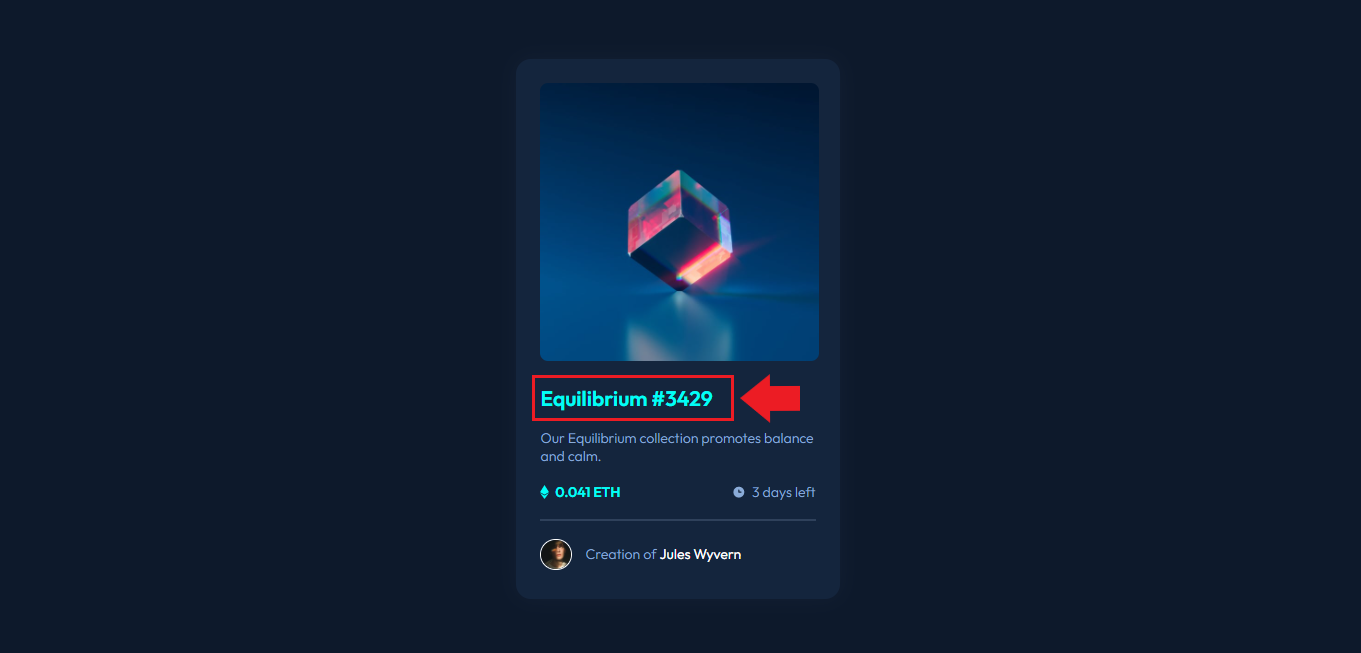 Equilibrium #3429
Our Equilibrium collection promotes balance
and calm.
0.041 ETH
3 days left
Creation of Jules Wyvern